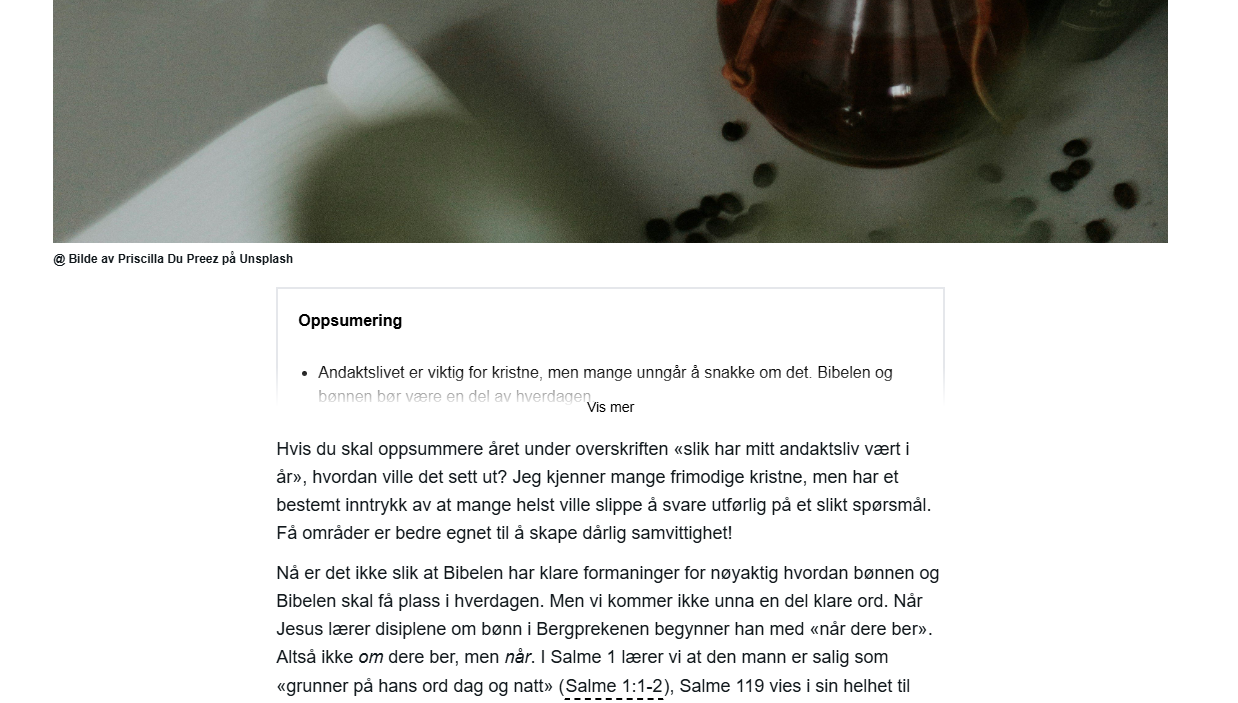 @ Bilde av Priscilla Du Preez på Unsplash
Oppsumering
Andaktslivet er viktig for kristne, men mange unngår å snakke om det. Bibelen og
bønnen bør være en del av hverdagen
Vis mer
Hvis du skal oppsummere året under overskriften «slik har mitt andaktsliv vært i
år», hvordan ville det sett ut? Jeg kjenner mange frimodige kristne, men har et
bestemt inntrykk av at mange helst ville slippe å svare utførlig på et slikt spørsmål.
Få områder er bedre egnet til å skape dårlig samvittighet!
Nå er det ikke slik at Bibelen har klare formaninger for nøyaktig hvordan bønnen og
Bibelen skal få plass i hverdagen. Men vi kommer ikke unna en del klare ord. Når
Jesus lærer disiplene om bønn i Bergprekenen begynner han med «når dere ber».
Altså ikke om dere ber, men når. I Salme 1 lærer vi at den mann er salig som
«grunner på hans ord dag og natt» (Salme 1:1-2), Salme 119 vies i sin helhet til